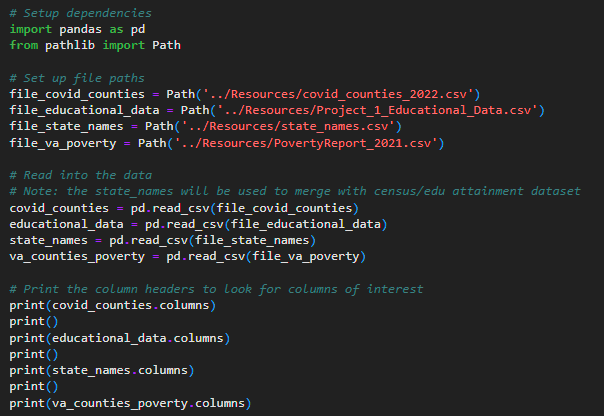 # Setup dependencies
import pandas as pd
from pathlib import Path
# Set up file paths
file_covid_counties = Path('../Resources/covid_counties_2022.csv')
file_educational_data = Path('../Resources/Project_1_Educational_Data.csv')
file_state_names = Path('../Resources/state_names.csv')
file_va_poverty = Path('../Resources/PovertyReport_2021.csv')
# Read into the data
# Note: the state_names will be used to merge with census/edu attainment dataset
covid_counties = pd.read_csv(file_covid_counties)
educational_data = pd.read_csv(file_educational_data)
state_names = pd.read_csv(file_state_names)
va_counties_poverty = pd.read_csv(file_va_poverty)
# Print the column headers to look for columns of interest
print(covid_counties.columns)
print()
print(educational_data.columns)
print()
print(state_names.columns)
print()
print(va_counties_poverty.columns)